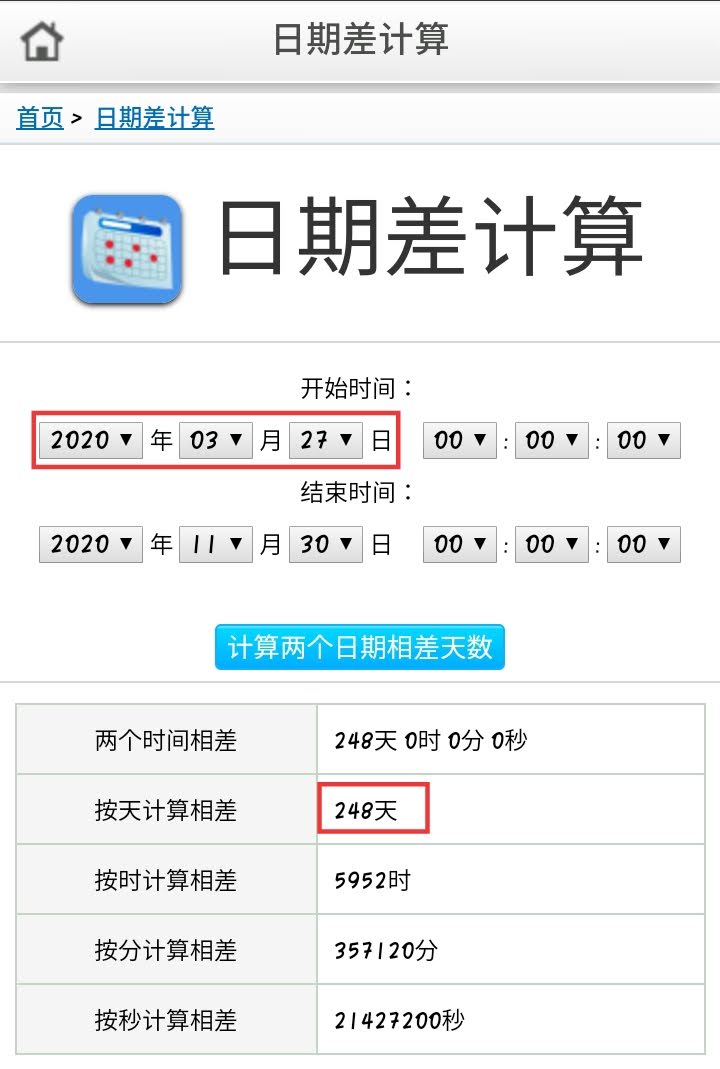 日期差计算
首页 > 日期差计算
日期差计算
开始时间：
2020 年 03 月 27 日 00 : 00 : 00
结束时间：
2020 年 11 月 30 日 00 : 00 : 00
计算两个日期相差天数
两个时间相差 248天 0时 0分 0秒
按天计算相差 248天
按时计算相差 5952时
按分计算相差 357120分
按秒计算相差 21427200秒